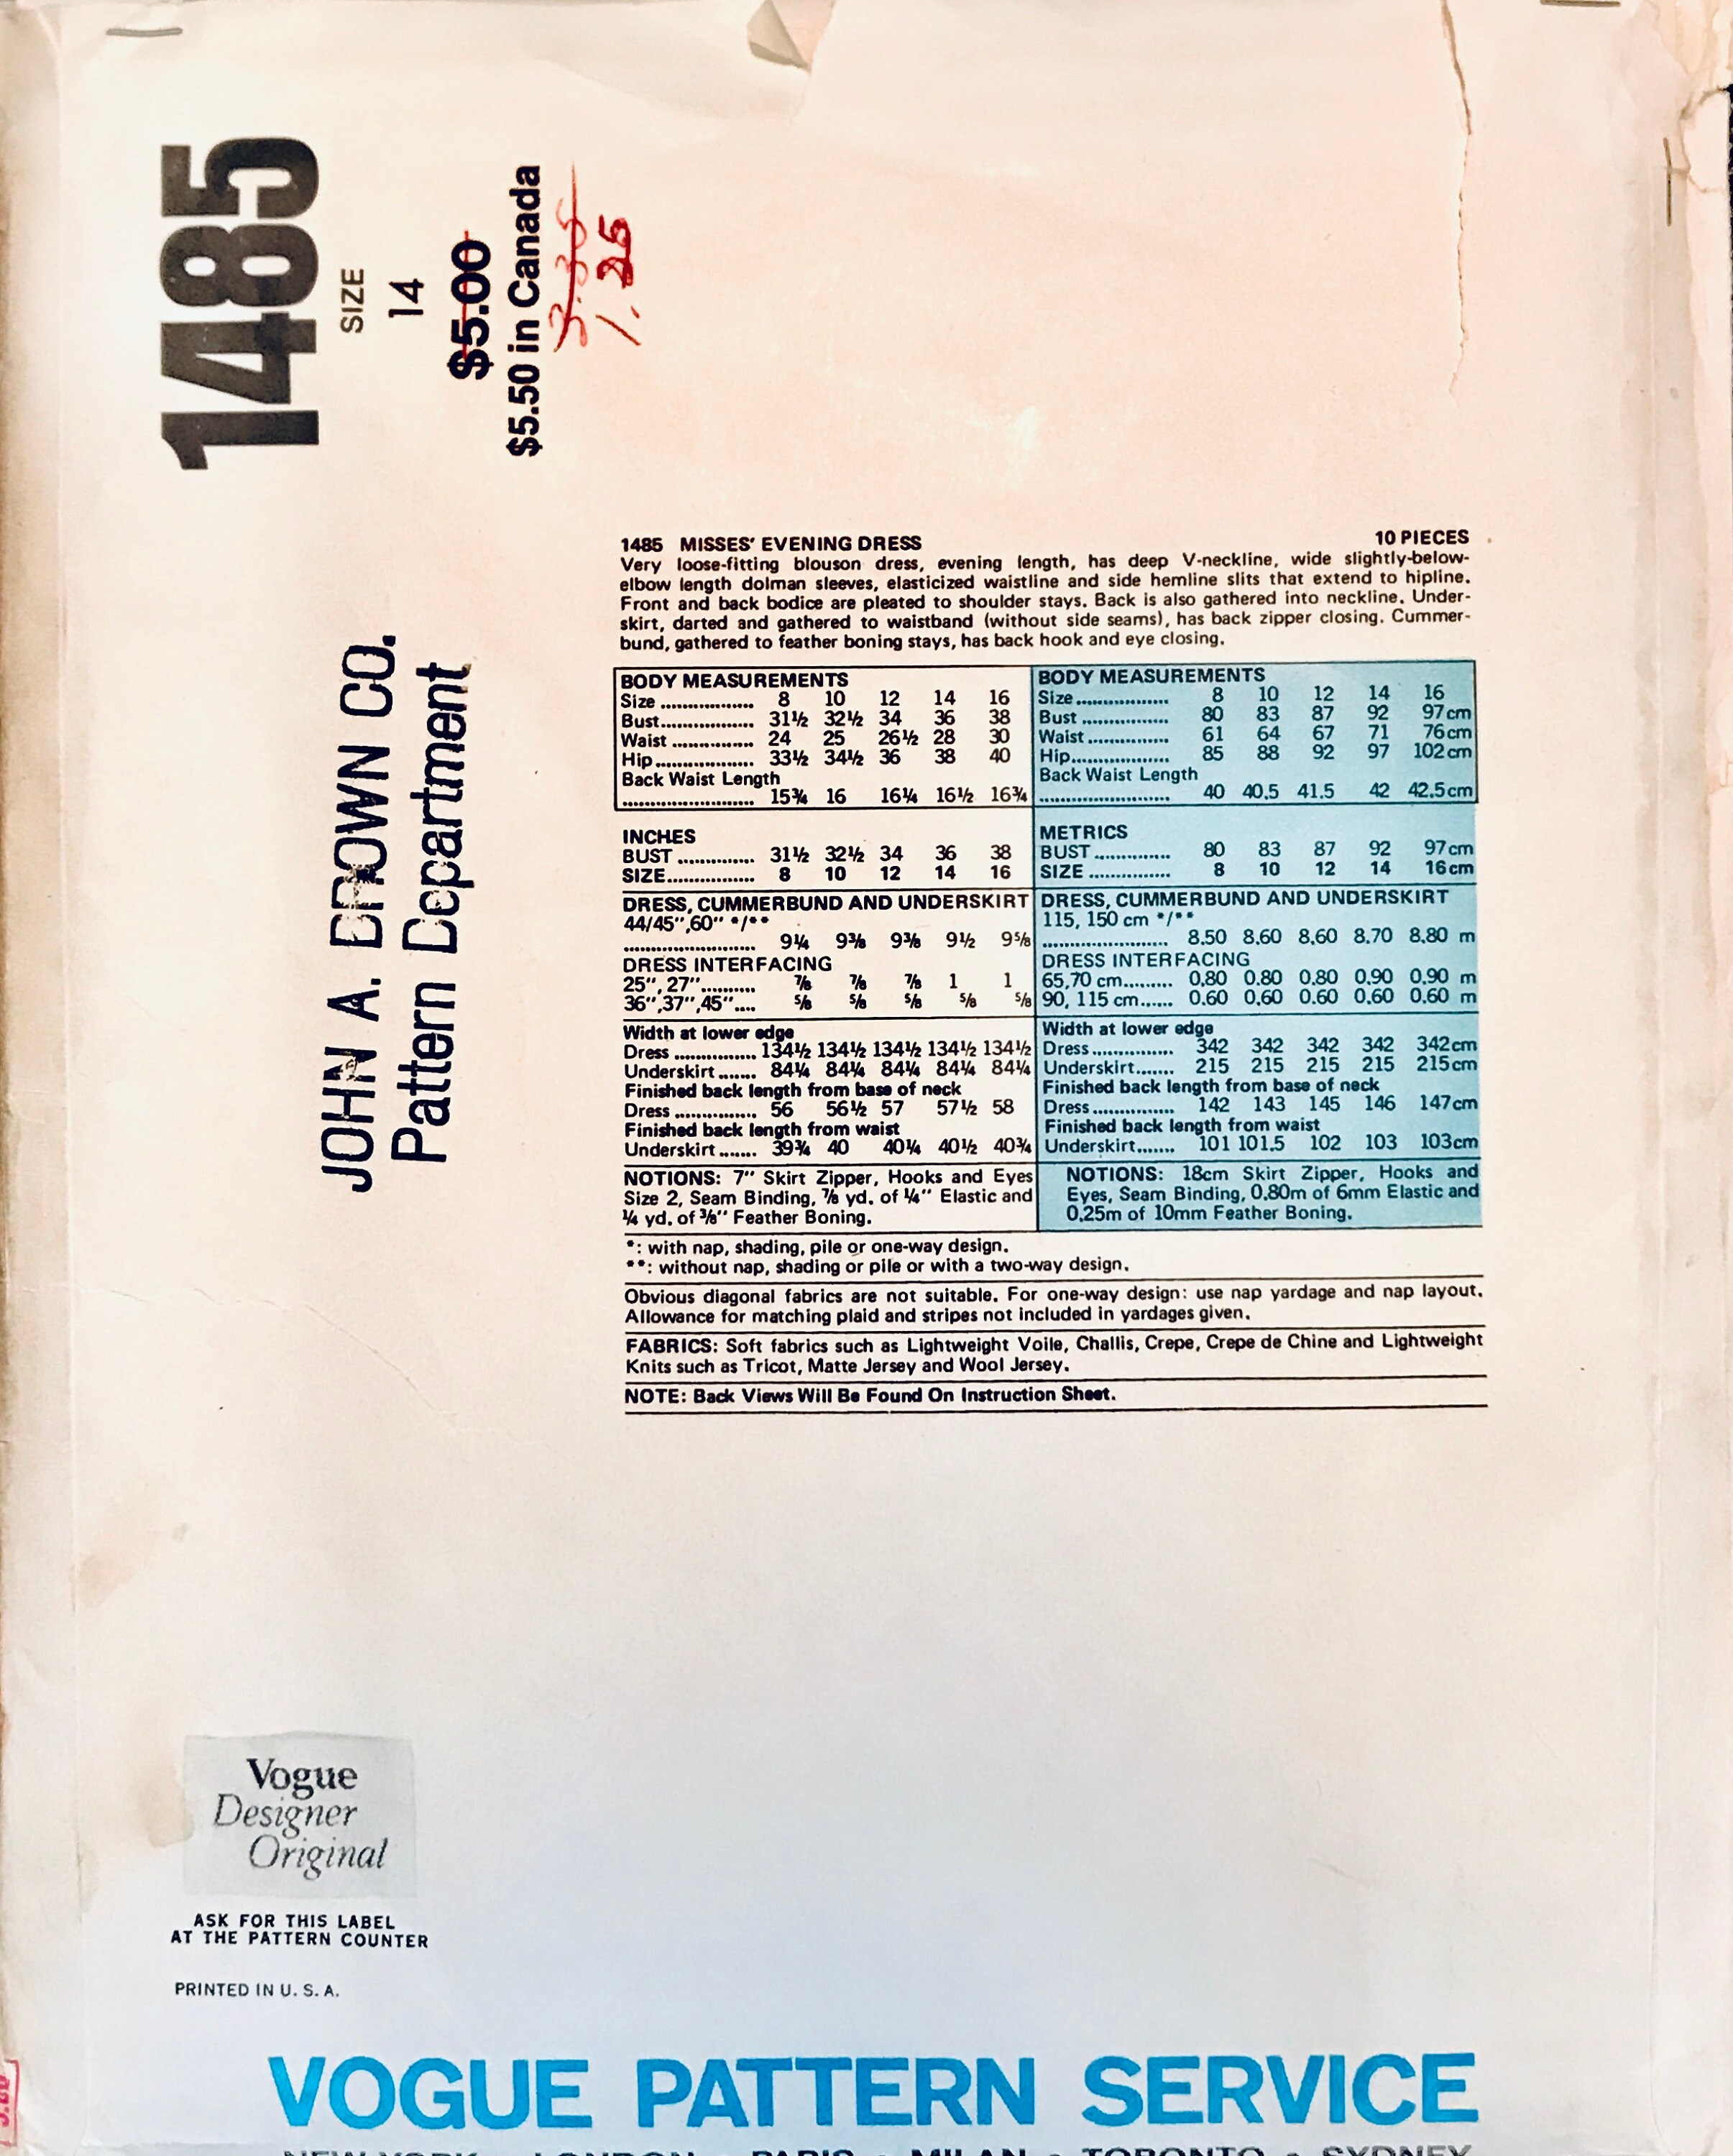 1485
SIZE
14
$5.00
$5.50 in Canada
3.35
1.25
JOHN A. BROWN CO.
Pattern Department
1485 MISSES' EVENING DRESS 10 PIECES
Very loose-fitting blouson dress, evening length, has deep V-neckline, wide slightly-below-
elbow length dolman sleeves, elasticized waistline and side hemline slits that extend to hipline.
Front and back bodice are pleated to shoulder stays. Back is also gathered into neckline. Under-
skirt, darted and gathered to waistband (without side seams), has back zipper closing. Cummer-
bund, gathered to feather boning stays, has back hook and eye closing.
BODY MEASUREMENTS
Size .................. 8 10 12 14 16
Bust.................. 31½ 32½ 34 36 38
Waist ............... 24 25 26½ 28 30
Hip................... 33½ 34½ 36 38 40
Back Waist Length
......................... 15¾ 16 16¼ 16½ 16¾
INCHES
BUST .............. 31½ 32½ 34 36 38
SIZE................. 8 10 12 14 16
DRESS, CUMMERBUND AND UNDERSKIRT
44/45",60" */**
......................... 9¼ 9⅜ 9⅜ 9½ 9⅝
DRESS INTERFACING
25",27".......... ⅞ ⅞ ⅞ 1 1
36",37",45".... ⅝ ⅝ ⅝ ⅝ ⅝
Width at lower edge
Dress ................ 134½ 134½ 134½ 134½ 134½
Underskirt ....... 84¼ 84¼ 84¼ 84¼ 84¼
Finished back length from base of neck
Dress ................ 56 56½ 57 57½ 58
Finished back length from waist
Underskirt ....... 39¾ 40 40¼ 40½ 40¾
NOTIONS: 7" Skirt Zipper, Hooks and Eyes
Size 2, Seam Binding, ⅞ yd. of ¼" Elastic and
¼ yd. of ⅜" Feather Boning.
BODY MEASUREMENTS
Size.................. 8 10 12 14 16
Bust ................ 80 83 87 92 97cm
Waist ............... 61 64 67 71 76cm
Hip................... 85 88 92 97 102cm
Back Waist Length
......................... 40 40.5 41.5 42 42.5cm
METRICS
BUST .............. 80 83 87 92 97cm
SIZE ............... 8 10 12 14 16cm
DRESS, CUMMERBUND AND UNDERSKIRT
115, 150 cm */**
........................ 8.50 8.60 8.60 8.70 8.80 m
DRESS INTERFACING
65,70 cm......... 0.80 0.80 0.80 0.90 0.90 m
90, 115 cm...... 0.60 0.60 0.60 0.60 0.60 m
Width at lower edge
Dress ............... 342 342 342 342 342cm
Underskirt....... 215 215 215 215 215cm
Finished back length from base of neck
Dress................ 142 143 145 146 147cm
Finished back length from waist
Underskirt....... 101 101.5 102 103 103cm
NOTIONS: 18cm Skirt Zipper, Hooks and
Eyes, Seam Binding, 0.80m of 6mm Elastic and
0.25m of 10mm Feather Boning.
*: with nap, shading, pile or one-way design.
**: without nap, shading or pile or with a two-way design.
Obvious diagonal fabrics are not suitable. For one-way design: use nap yardage and nap layout.
Allowance for matching plaid and stripes not included in yardages given.
FABRICS: Soft fabrics such as Lightweight Voile, Challis, Crepe, Crepe de Chine and Lightweight
Knits such as Tricot, Matte Jersey and Wool Jersey.
NOTE: Back Views Will Be Found On Instruction Sheet.
Vogue
Designer
Original
ASK FOR THIS LABEL
AT THE PATTERN COUNTER
PRINTED IN U. S. A.
VOGUE PATTERN SERVICE
NEW YORK • LONDON • PARIS • MILAN • TORONTO • SYDNEY